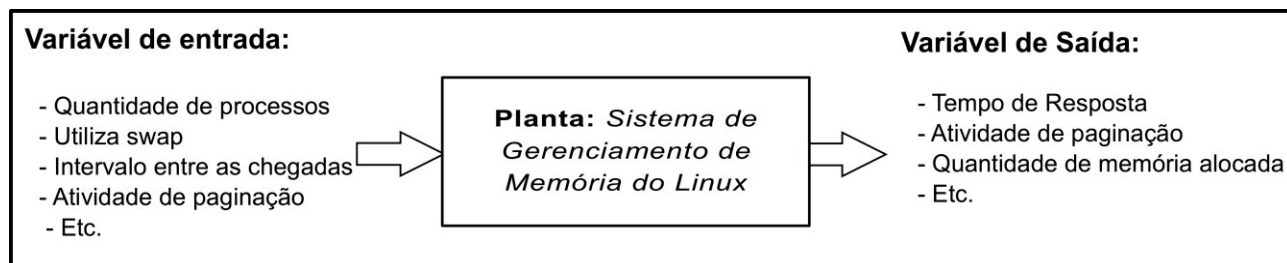 Variável de entrada:
- Quantidade de processos
- Utiliza swap
- Intervalo entre as chegadas
- Atividade de paginação
- Etc.
Planta: Sistema de
Gerenciamento de
Memória do Linux
Variável de Saída:
- Tempo de Resposta
- Atividade de paginação
- Quantidade de memória alocada
- Etc.